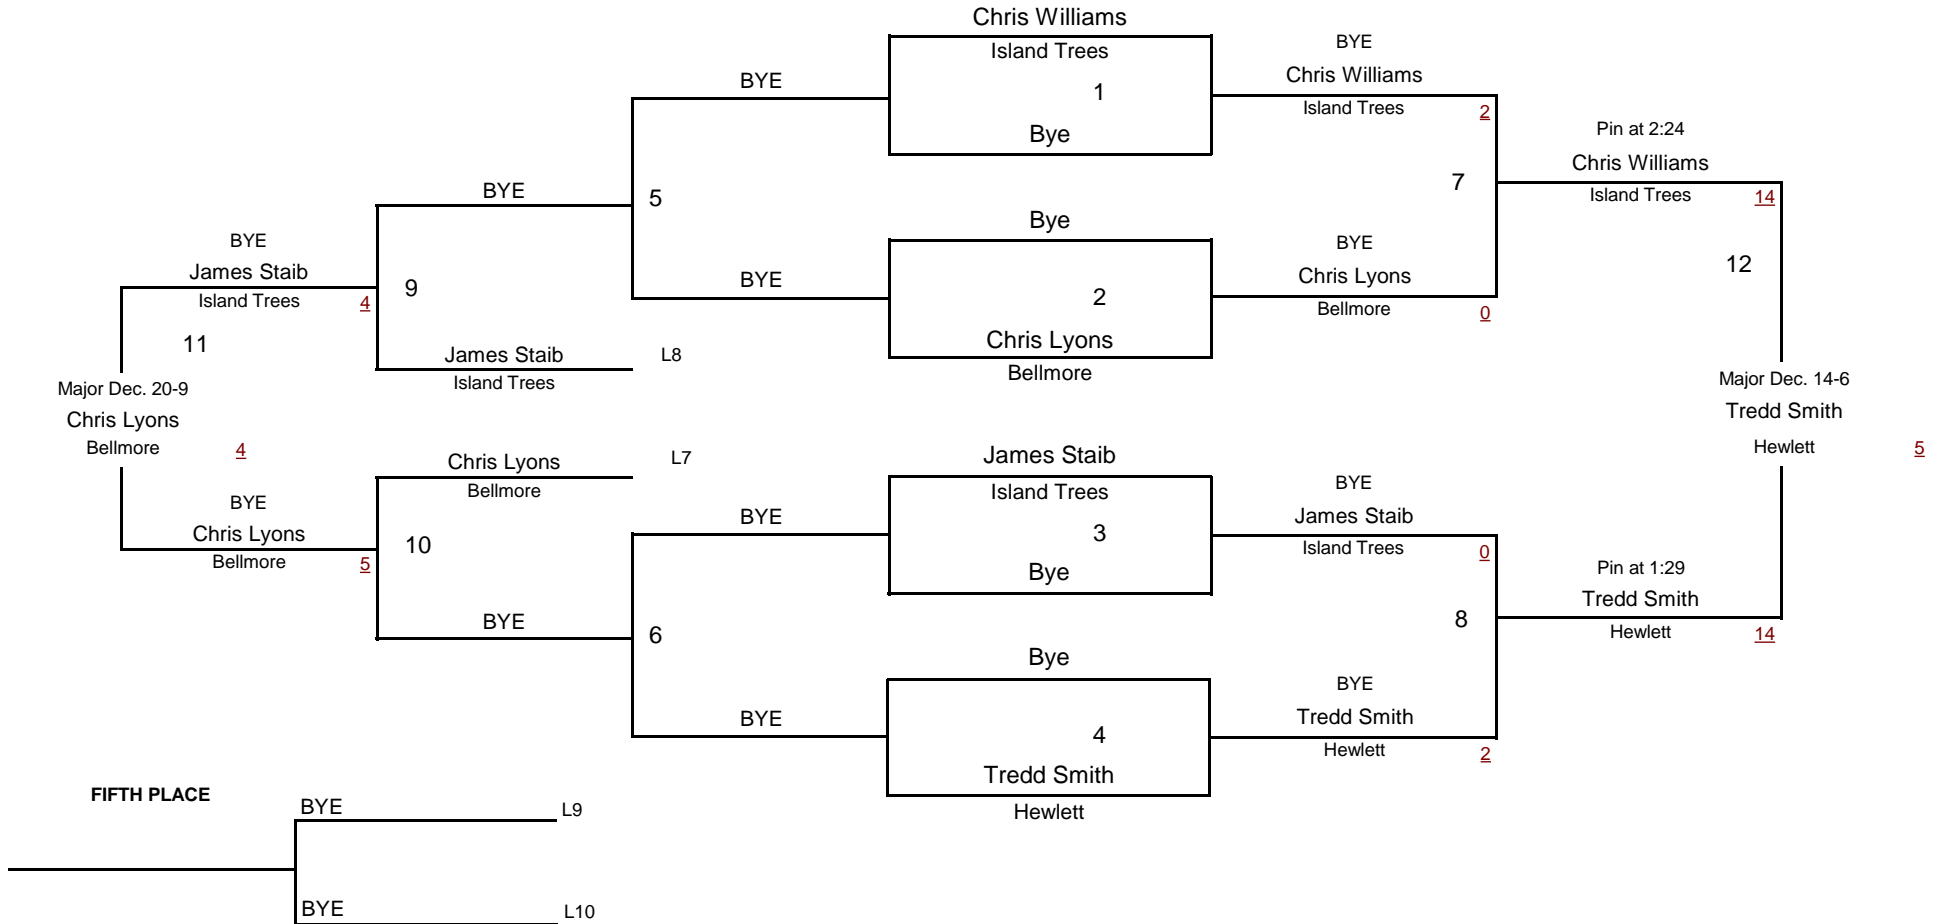 Chris Williams
Island Trees
1
Bye
BYE
Chris Williams
Island Trees
2
BYE
Pin at 2:24
Chris Williams
Island Trees
14
7
BYE
5
Bye
2
Chris Lyons
Bellmore
BYE
Chris Lyons
Bellmore
0
BYE
12
BYE
James Staib
Island Trees
4
9
11
James Staib
Island Trees
L8
Major Dec. 20-9
Chris Lyons
Bellmore
4
Major Dec. 14-6
Tredd Smith
Hewlett
5
Chris Lyons
Bellmore
L7
James Staib
Island Trees
3
Bye
BYE
James Staib
Island Trees
0
BYE
BYE
Chris Lyons
Bellmore
5
10
Pin at 1:29
Tredd Smith
Hewlett
14
8
BYE
6
Bye
4
Tredd Smith
Hewlett
BYE
Tredd Smith
Hewlett
2
BYE
FIFTH PLACE
BYE
L9
BYE
L10